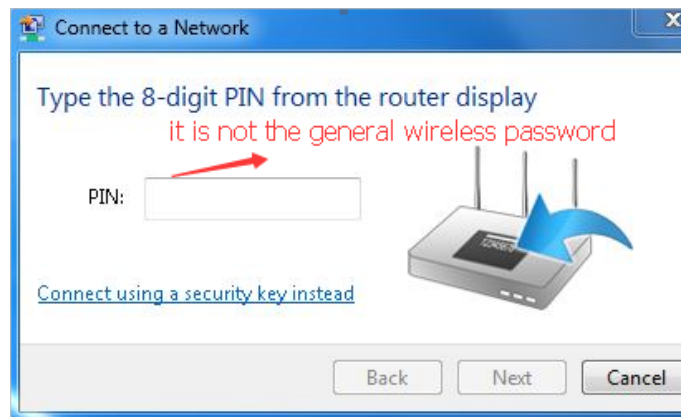 Connect to a Network
X
Type the 8-digit PIN from the router display
it is not the general wireless password
PIN:
12345670
Connect using a security key instead
Back
Next
Cancel